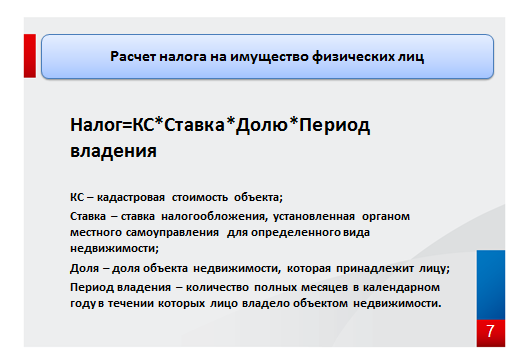 Расчет налога на имущество физических лиц
Налог=КС*Ставка*Долю*Период
владения
КС – кадастровая стоимость объекта;
Ставка – ставка налогообложения, установленная органом
местного самоуправления для определенного вида
недвижимости;
Доля – доля объекта недвижимости, которая принадлежит лицу;
Период владения – количество полных месяцев в календарном
году в течении которых лицо владело объектом недвижимости.
7